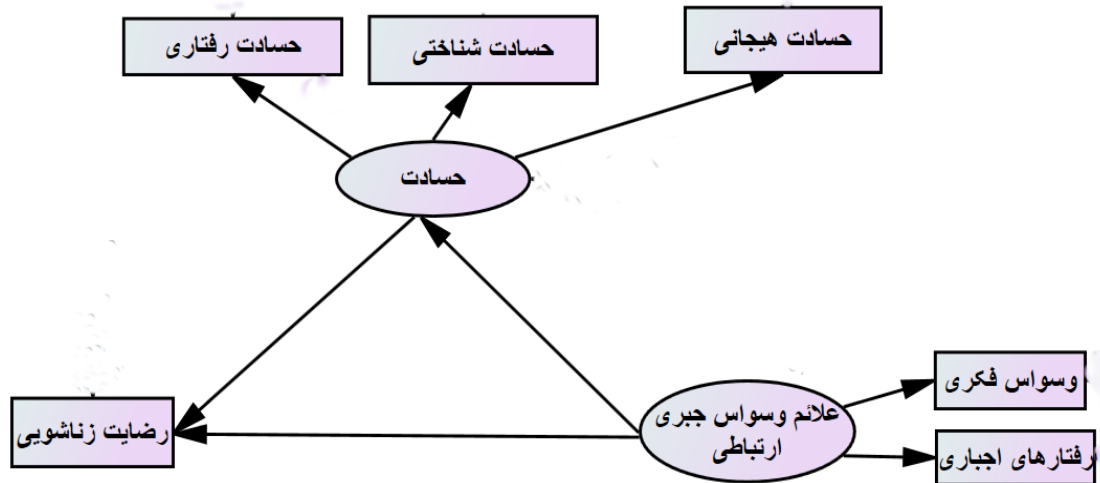 حسادت هیجانی
حسادت شناختی
حسادت رفتاری
حسادت
وسواس فکری
علائم وسواس جبری
ارتباطی
رفتارهای اجباری
رضایت زناشویی